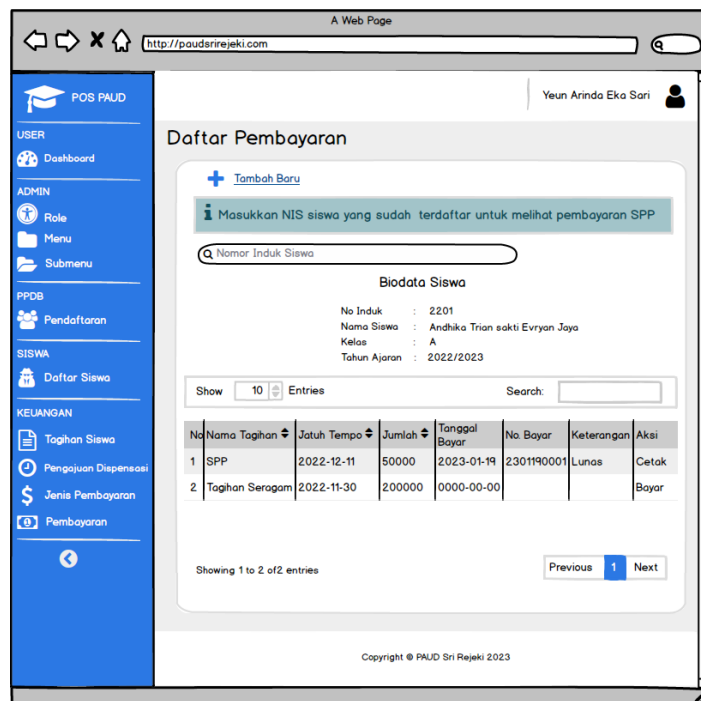 A Web Page
http://paudsrirejeki.com
POS PAUD
Yeun Arinda Eka Sari
USER
Dashboard
ADMIN
Role
Menu
Submenu
PPDB
Pendaftaran
SISWA
Daftar Siswa
KEUANGAN
Tagihan Siswa
Pengajuan Dispensasi
Jenis Pembayaran
Pembayaran
Daftar Pembayaran
Tambah Baru
Masukkan NIS siswa yang sudah terdaftar untuk melihat pembayaran SPP
Nomor Induk Siswa
Biodata Siswa
No Induk : 2201
Nama Siswa : Andhika Trian sakti Evryan Jaya
Kelas : A
Tahun Ajaran : 2022/2023
Show 10 Entries Search:
No Nama Tagihan Jatuh Tempo Jumlah Tanggal Bayar No. Bayar Keterangan Aksi
1 SPP 2022-12-11 50000 2023-01-19 2301190001 Lunas Cetak
2 Tagihan Seragam 2022-11-30 200000 0000-00-00 Bayar
Showing 1 to 2 of2 entries
Previous 1 Next
Copyright © PAUD Sri Rejeki 2023